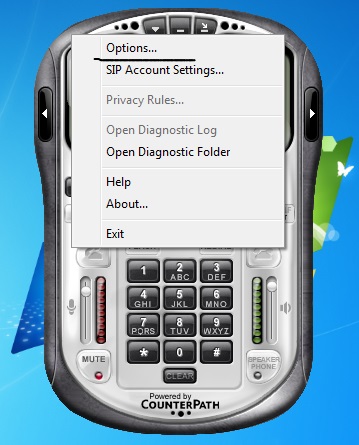 Options...
SIP Account Settings...
Privacy Rules...
Open Diagnostic Log
Open Diagnostic Folder
Help
About...
Exit
1
2 ABC
3 DEF
4 GHI
5 JKL
6 MNO
7 PQRS
8 TUV
9 WXYZ
*
0
#
MUTE
CLEAR
SPEAKER
PHONE
Powered by
COUNTERPATH